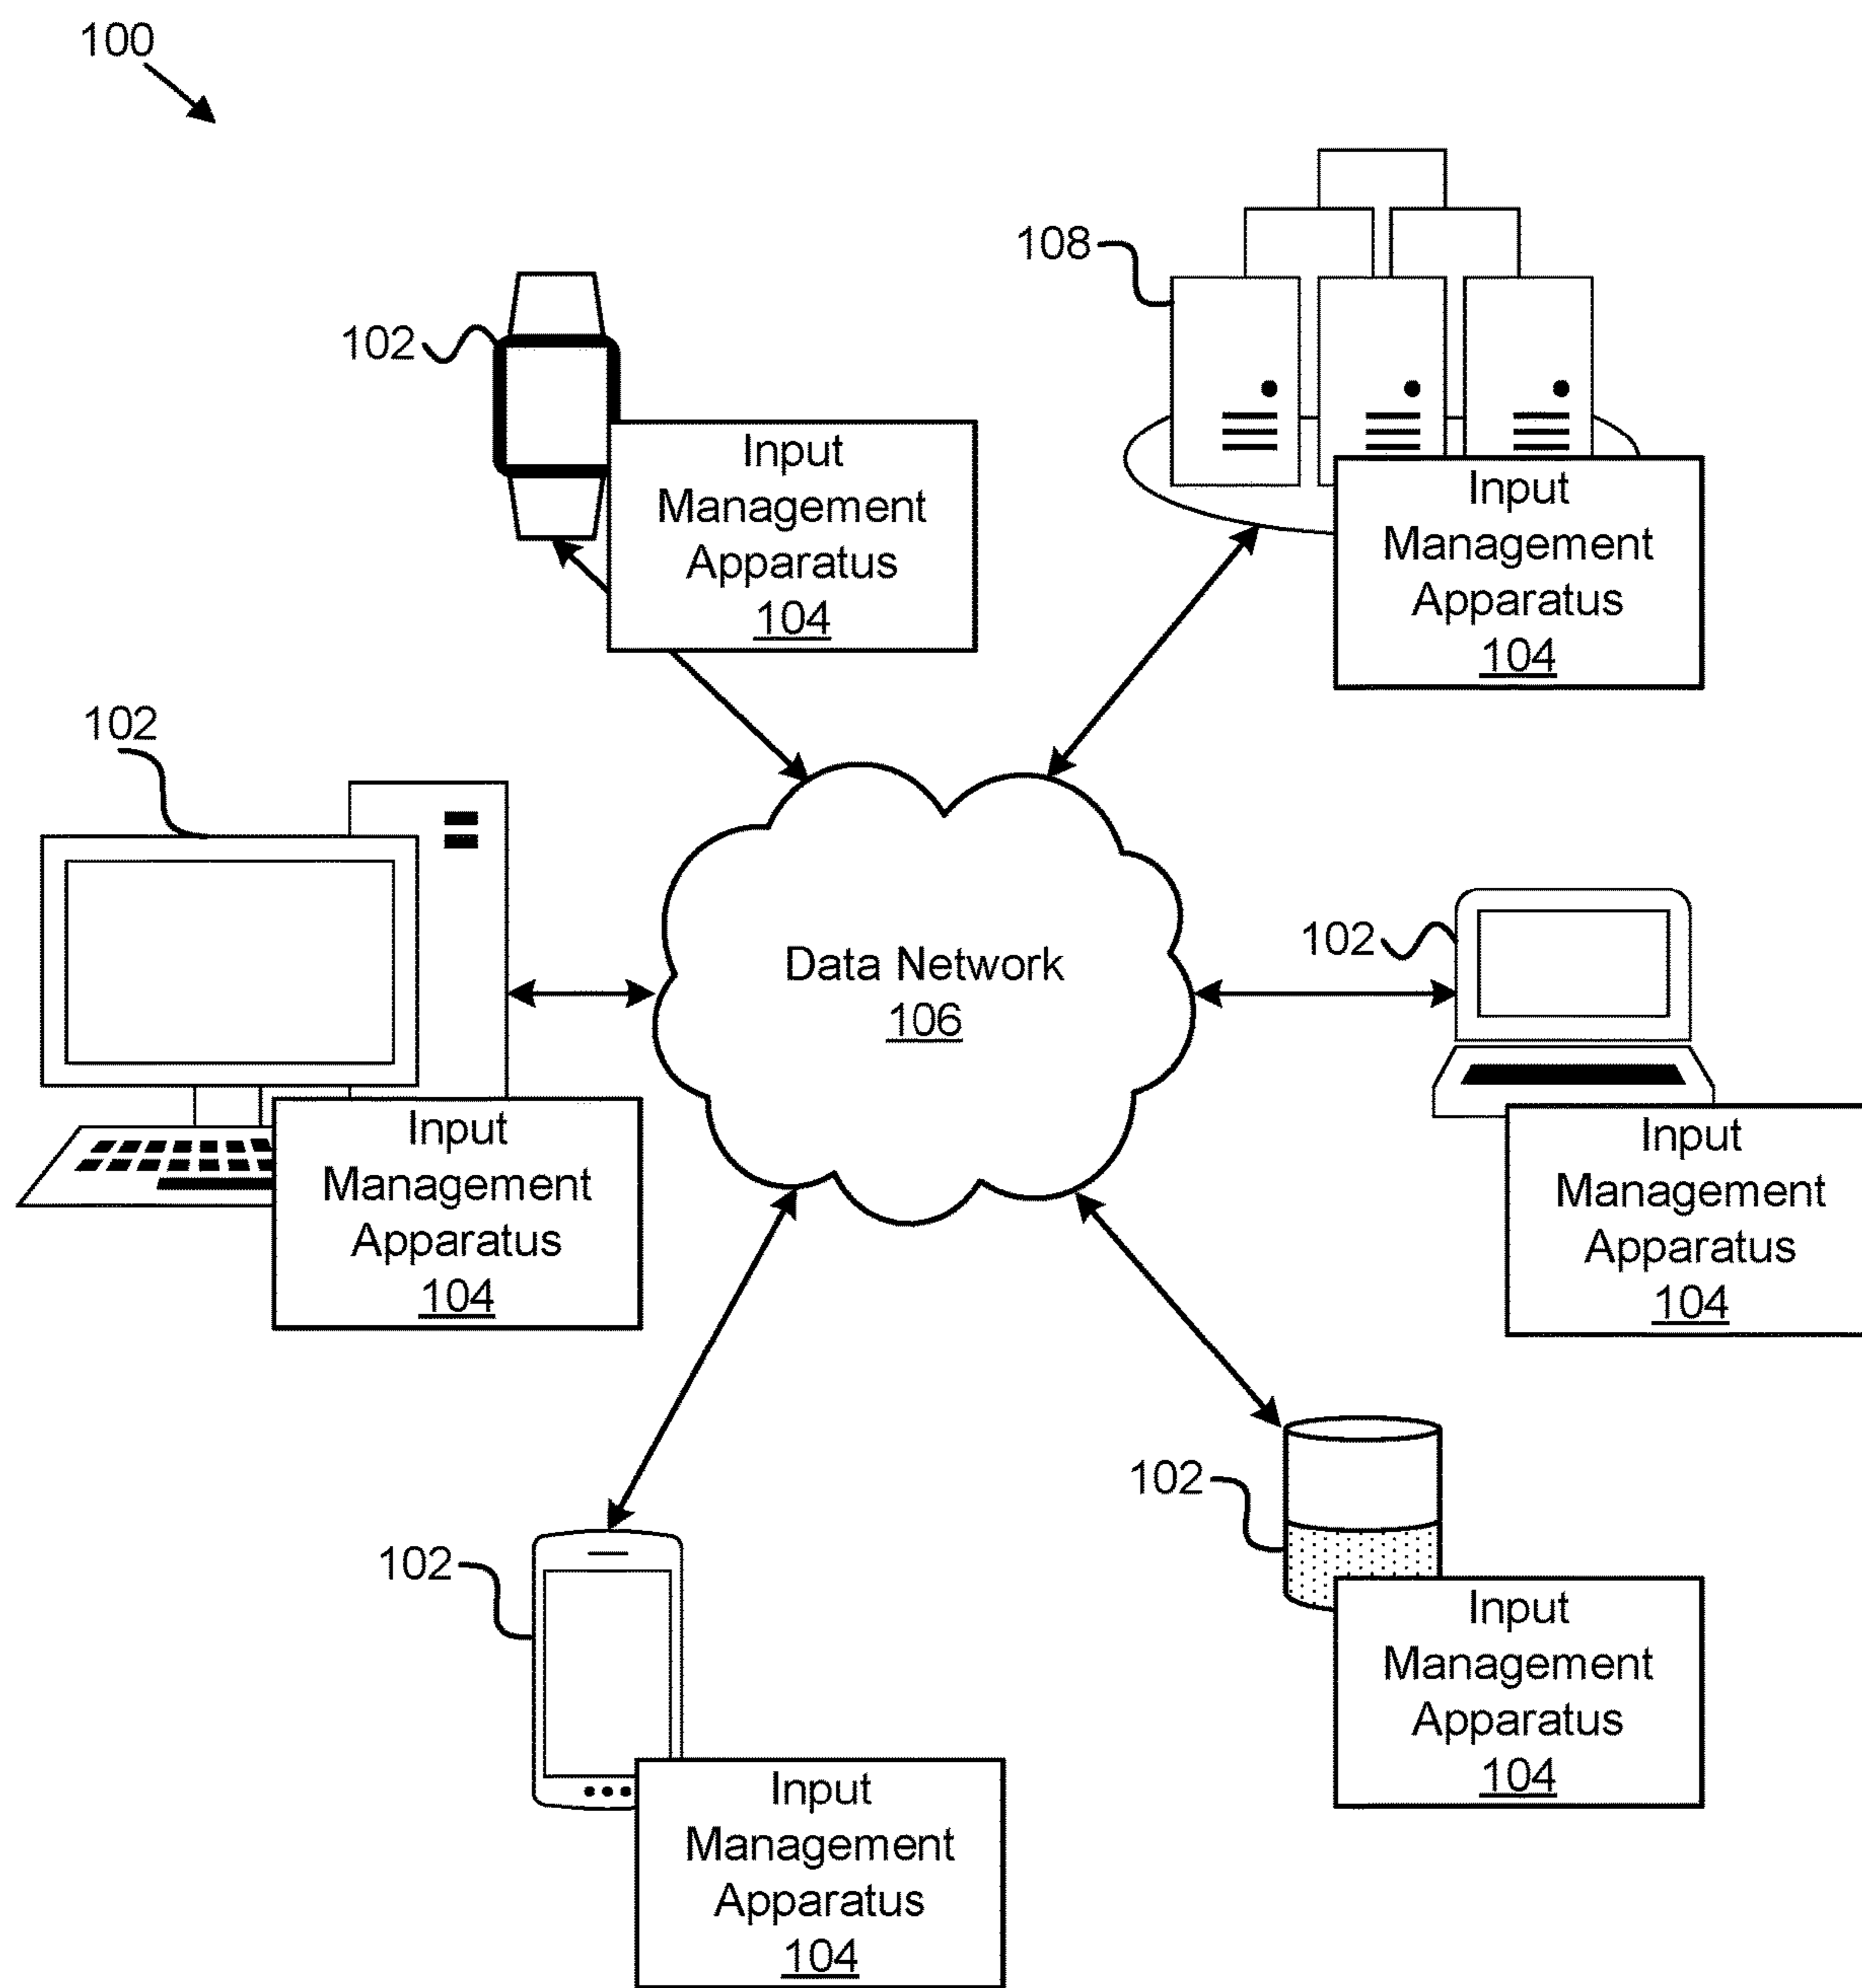 100
108
102
Input
Management
Apparatus
104
Input
Management
Apparatus
104
102
102
Data Network
106
Input
Management
Apparatus
104
Input
Management
Apparatus
104
102
102
Input
Management
Apparatus
104
Input
Management
Apparatus
104